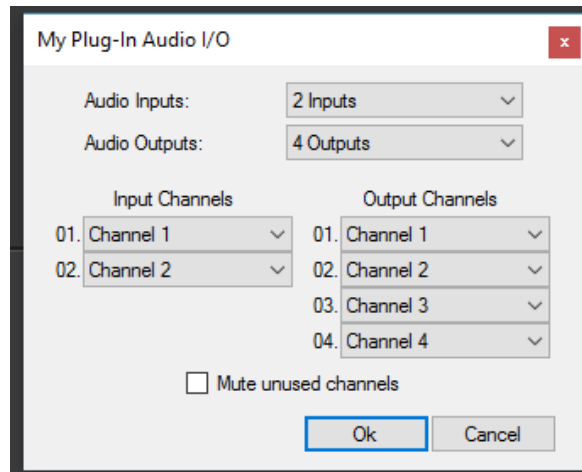 My Plug-In Audio I/O
x
Audio Inputs: 2 Inputs
Audio Outputs: 4 Outputs
Input Channels Output Channels
01. Channel 1 01. Channel 1
02. Channel 2 02. Channel 2
03. Channel 3
04. Channel 4
Mute unused channels
Ok Cancel